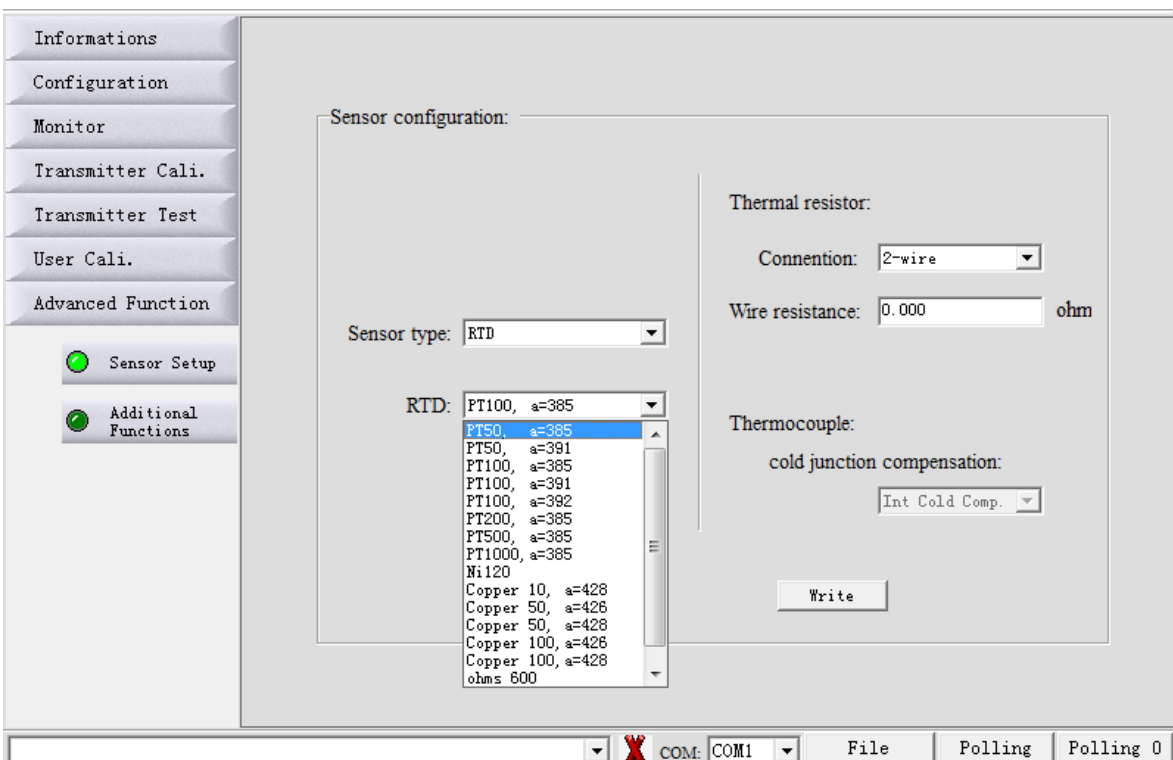 Informations
Configuration
Monitor
Transmitter Cali.
Transmitter Test
User Cali.
Advanced Function
Sensor Setup
Additional
Functions
Sensor configuration:
Sensor type: RTD
RTD: PT100, a=385
PT50, a=385
PT50, a=391
PT100, a=385
PT100, a=391
PT100, a=392
PT200, a=385
PT500, a=385
PT1000, a=385
Ni120
Copper 10, a=428
Copper 50, a=426
Copper 50, a=428
Copper 100, a=426
Copper 100, a=428
ohms 600
Thermal resistor:
Connention: 2-wire
Wire resistance: 0.000 ohm
Thermocouple:
cold junction compensation:
Int Cold Comp.
Write
COM: COM1 File Polling Polling 0